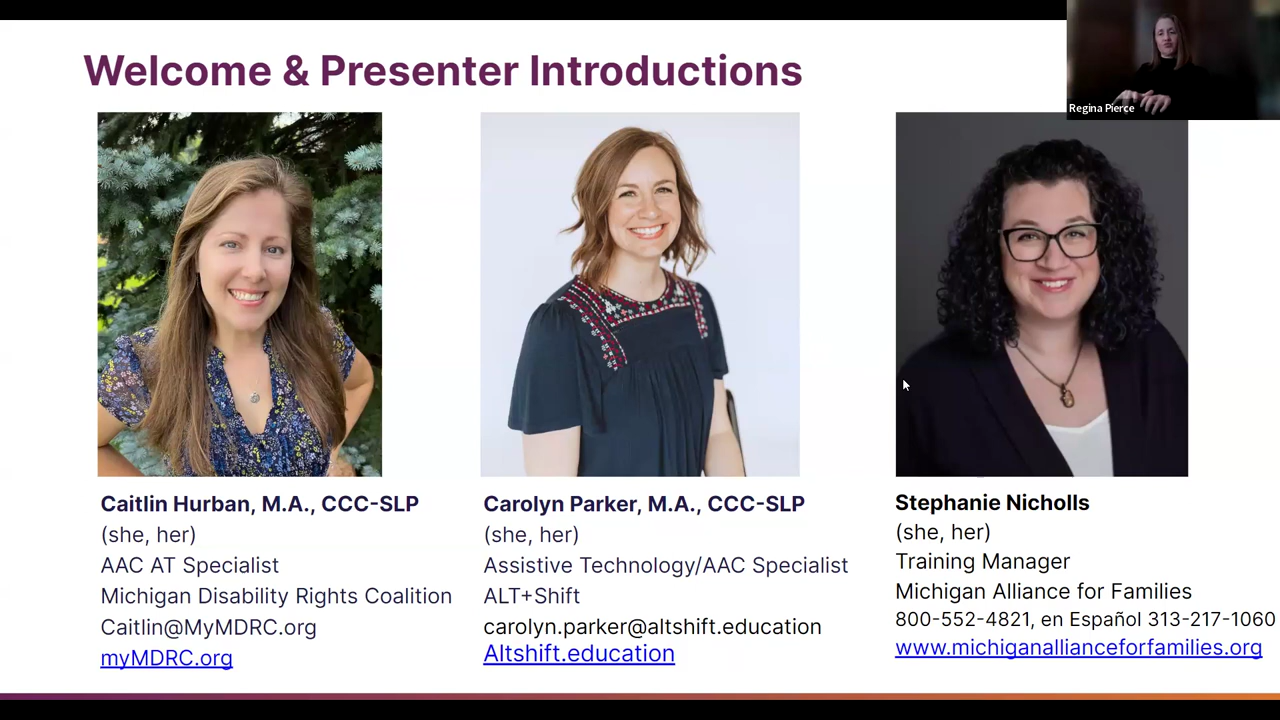 Welcome & Presenter Introductions
Regina Pierce
Caitlin Hurban, M.A., CCC-SLP
(she, her)
AAC AT Specialist
Michigan Disability Rights Coalition
Caitlin@MyMDRC.org
myMDRC.org
Carolyn Parker, M.A., CCC-SLP
(she, her)
Assistive Technology/AAC Specialist
ALT+Shift
carolyn.parker@altshift.education
Altshift.education
Stephanie Nicholls
(she, her)
Training Manager
Michigan Alliance for Families
800-552-4821, en Español 313-217-1060
www.michiganallianceforfamilies.org